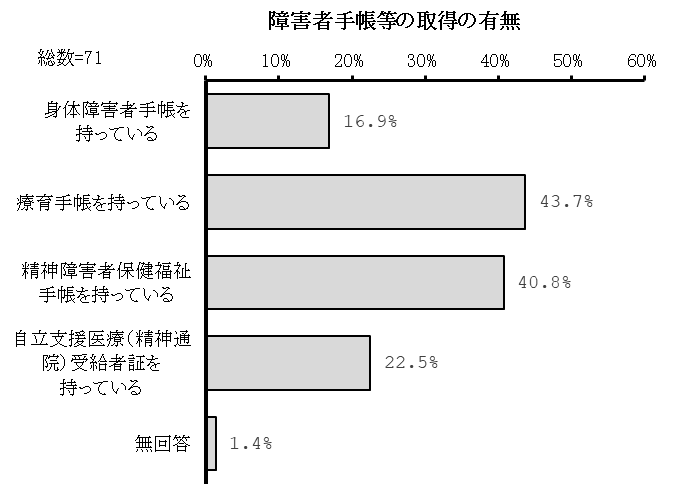 障害者手帳等の取得の有無
総数=71
0% 10% 20% 30% 40% 50% 60%
身体障害者手帳を
持っている
16.9%
療育手帳を持っている
43.7%
精神障害者保健福祉
手帳を持っている
40.8%
自立支援医療(精神通
院)受給者証を
持っている
22.5%
無回答
1.4%